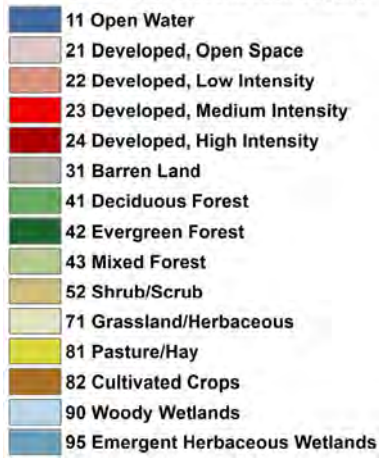 11 Open Water
21 Developed, Open Space
22 Developed, Low Intensity
23 Developed, Medium Intensity
24 Developed, High Intensity
31 Barren Land
41 Deciduous Forest
42 Evergreen Forest
43 Mixed Forest
52 Shrub/Scrub
71 Grassland/Herbaceous
81 Pasture/Hay
82 Cultivated Crops
90 Woody Wetlands
95 Emergent Herbaceous Wetlands